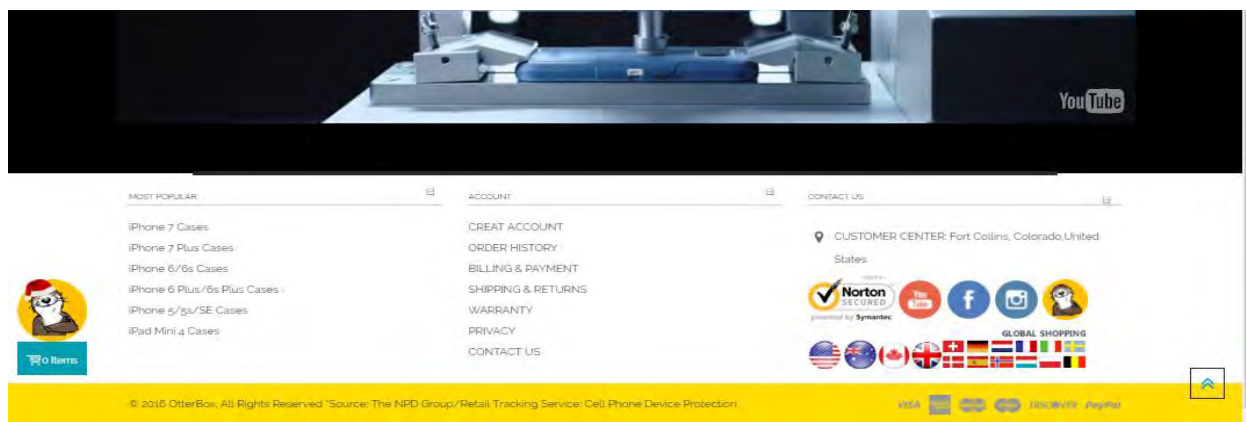 YouTube
MOST POPULAR
iPhone 7 Cases
iPhone 7 Plus Cases
iPhone 6/6s Cases
iPhone 6 Plus/6s Plus Cases
iPhone 5/5s/SE Cases
iPad Mini 4 Cases
ACCOUNT
CREAT ACCOUNT
ORDER HISTORY
BILLING & PAYMENT
SHIPPING & RETURNS
WARRANTY
PRIVACY
CONTACT US
CONTACT US
CUSTOMER CENTER: Fort Collins, Colorado,United
States
Norton
SECURED
powered by Symantec
You
Tube
GLOBAL SHOPPING
0 Items
© 2016 OtterBox, All Rights Reserved *Source: The NPD Group/Retail Tracking Service: Cell Phone Device Protection
VISA
DISCOVER
PayPal